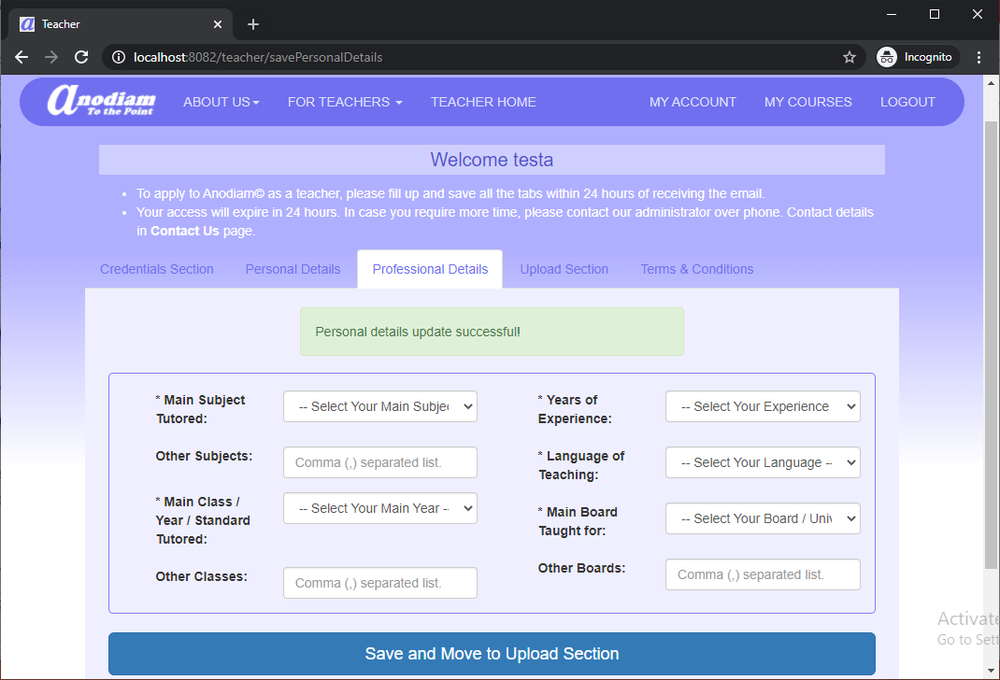 Teacher
localhost:8082/teacher/savePersonalDetails
Incognito
Anodiam
To the Point
ABOUT US
FOR TEACHERS
TEACHER HOME
MY ACCOUNT
MY COURSES
LOGOUT
Welcome testa
• To apply to Anodiam© as a teacher, please fill up and save all the tabs within 24 hours of receiving the email.
• Your access will expire in 24 hours. In case you require more time, please contact our administrator over phone. Contact details
in Contact Us page.
Credentials Section
Personal Details
Professional Details
Upload Section
Terms & Conditions
Personal details update successful!
* Main Subject
Tutored:
-- Select Your Main Subjec
Other Subjects:
Comma (,) separated list.
* Main Class /
Year / Standard
Tutored:
-- Select Your Main Year --
Other Classes:
Comma (,) separated list.
* Years of
Experience:
-- Select Your Experience
* Language of
Teaching:
-- Select Your Language --
* Main Board
Taught for:
-- Select Your Board / Univ
Other Boards:
Comma (,) separated list.
Save and Move to Upload Section
Activate
Go to Sett